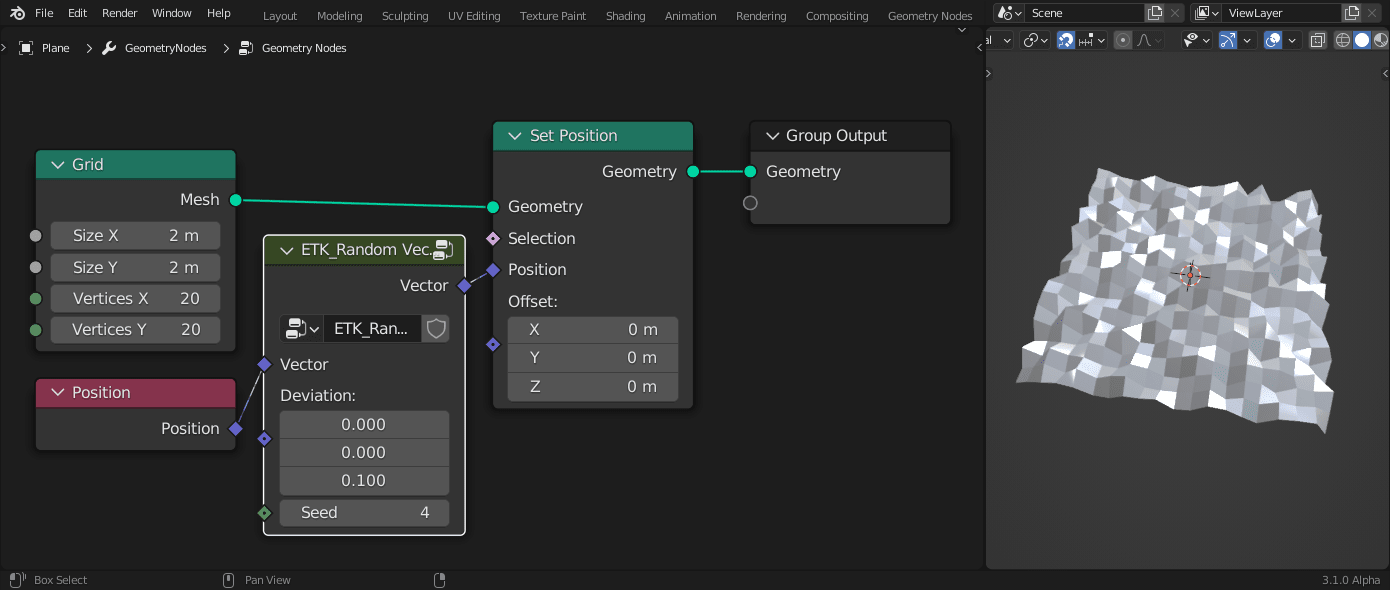 File Edit Render Window Help Layout Modeling Sculpting UV Editing Texture Paint Shading Animation Rendering Compositing Geometry Nodes Scene ViewLayer
Plane GeometryNodes Geometry Nodes al
Grid
Mesh
Size X 2 m
Size Y 2 m
Vertices X 20
Vertices Y 20
Position
Position
ETK_Random Vec..
Vector
ETK_Ran...
Vector
Deviation:
0.000
0.000
0.100
Seed 4
Set Position
Geometry
Geometry
Selection
Position
Offset:
X 0 m
Y 0 m
Z 0 m
Group Output
Geometry
Box Select Pan View 3.1.0 Alpha